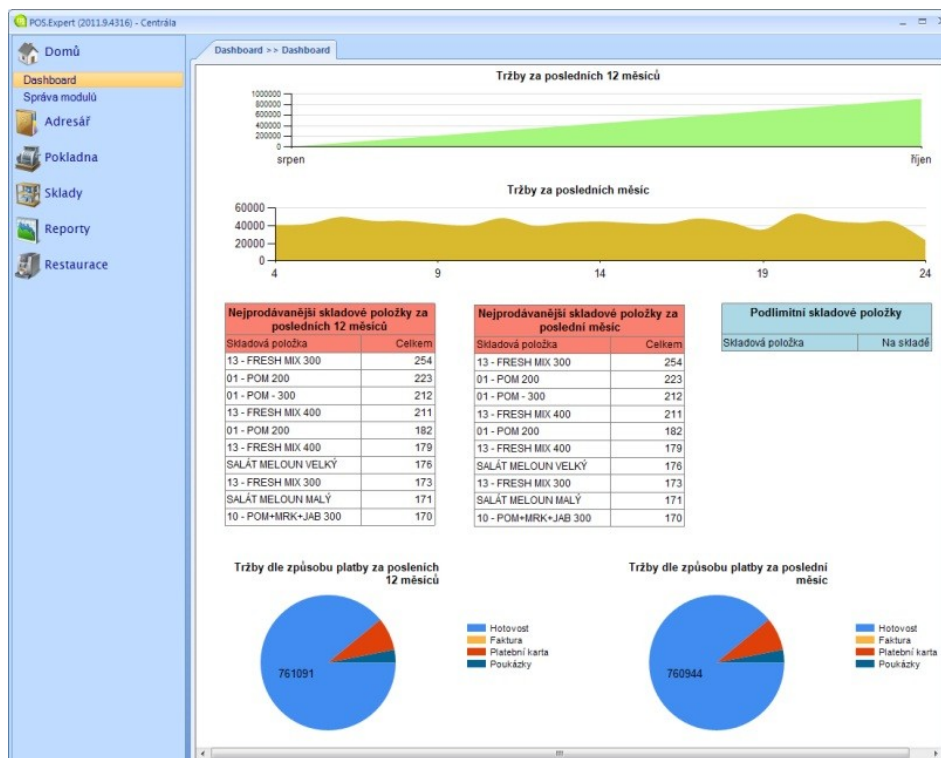 POS.Expert (2011.9.4316) - Centrála
Domů
Dashboard
Správa modulů
Adresář
Pokladna
Sklady
Reporty
Restaurace
Dashboard >> Dashboard
Tržby za posledních 12 měsíců
1000000
800000
600000
400000
200000
0
srpen říjen
Tržby za posledních měsíc
60000
40000
20000
0
4 9 14 19 24
Nejprodávanější skladové položky za
posledních 12 měsíců
Skladová položka Celkem
13 - FRESH MIX 300 254
01 - POM 200 223
01 - POM - 300 212
13 - FRESH MIX 400 211
01 - POM 200 182
13 - FRESH MIX 400 179
SALÁT MELOUN VELKÝ 176
13 - FRESH MIX 300 173
SALÁT MELOUN MALÝ 171
10 - POM+MRK+JAB 300 170
Nejprodávanější skladové položky za
poslední měsíc
Skladová položka Celkem
13 - FRESH MIX 300 254
01 - POM 200 223
01 - POM - 300 212
13 - FRESH MIX 400 211
01 - POM 200 182
13 - FRESH MIX 400 179
SALÁT MELOUN VELKÝ 176
13 - FRESH MIX 300 173
SALÁT MELOUN MALÝ 171
10 - POM+MRK+JAB 300 170
Podlimitní skladové položky
Skladová položka Na skladě
Tržby dle způsobu platby za posleních
12 měsíců
761091
Hotovost
Faktura
Platební karta
Poukázky
Tržby dle způsobu platby za poslední
měsíc
760944
Hotovost
Faktura
Platební karta
Poukázky